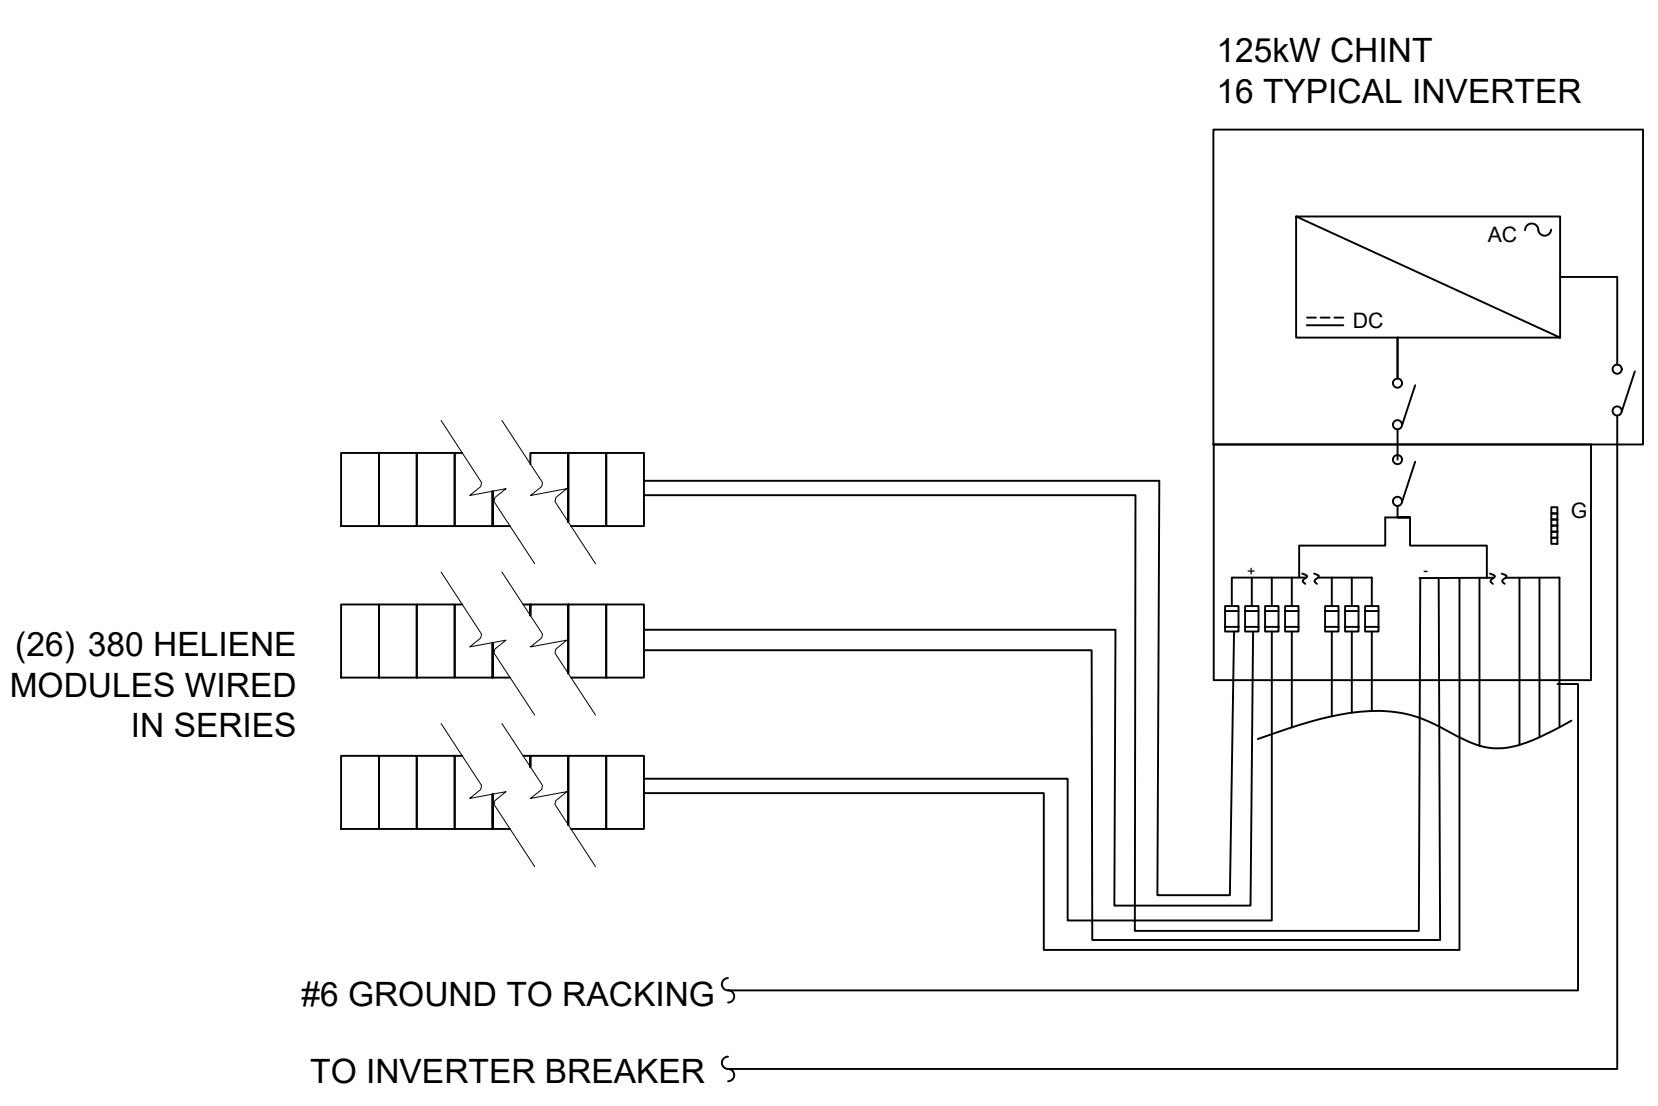 125kW CHINT
16 TYPICAL INVERTER
AC
DC
G
+
-
(26) 380 HELIENE
MODULES WIRED
IN SERIES
#6 GROUND TO RACKING
TO INVERTER BREAKER